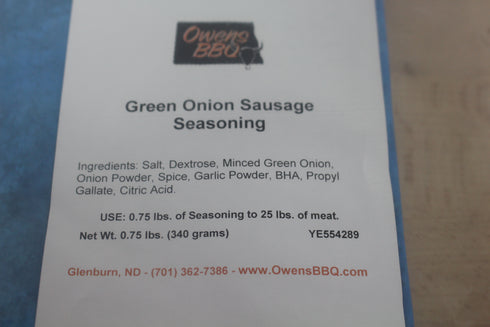 Owens
BBQ
Green Onion Sausage
Seasoning
Ingredients: Salt, Dextrose, Minced Green Onion,
Onion Powder, Spice, Garlic Powder, BHA, Propyl
Gallate, Citric Acid.
USE: 0.75 lbs. of Seasoning to 25 lbs. of meat.
Net Wt. 0.75 lbs. (340 grams) YE554289
Glenburn, ND - (701) 362-7386 - www.OwensBBQ.com